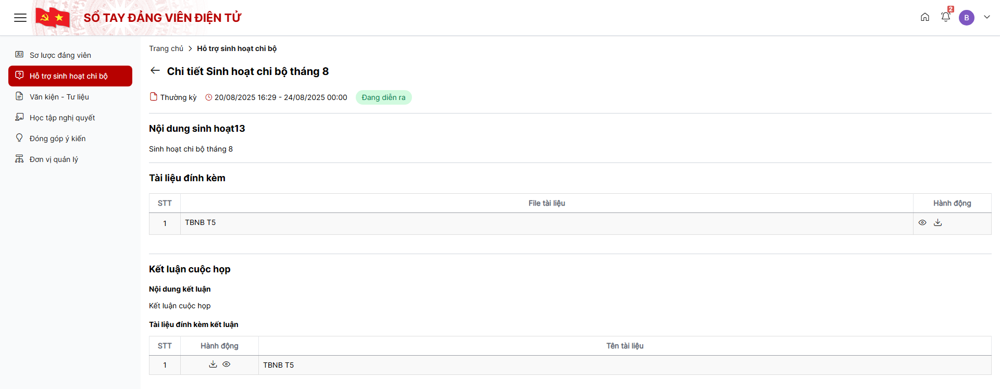 SỔ TAY ĐẢNG VIÊN ĐIỆN TỬ
2
B
Sơ lược đảng viên
Hỗ trợ sinh hoạt chi bộ
Văn kiện - Tư liệu
Học tập nghị quyết
Đóng góp ý kiến
Đơn vị quản lý
Trang chủ > Hỗ trợ sinh hoạt chi bộ
Chi tiết Sinh hoạt chi bộ tháng 8
Thường kỳ 20/08/2025 16:29 - 24/08/2025 00:00 Đang diễn ra
Nội dung sinh hoạt13
Sinh hoạt chi bộ tháng 8
Tài liệu đính kèm
STT File tài liệu Hành động
1 TBNB T5
Kết luận cuộc họp
Nội dung kết luận
Kết luận cuộc họp
Tài liệu đính kèm kết luận
STT Hành động Tên tài liệu
1 TBNB T5